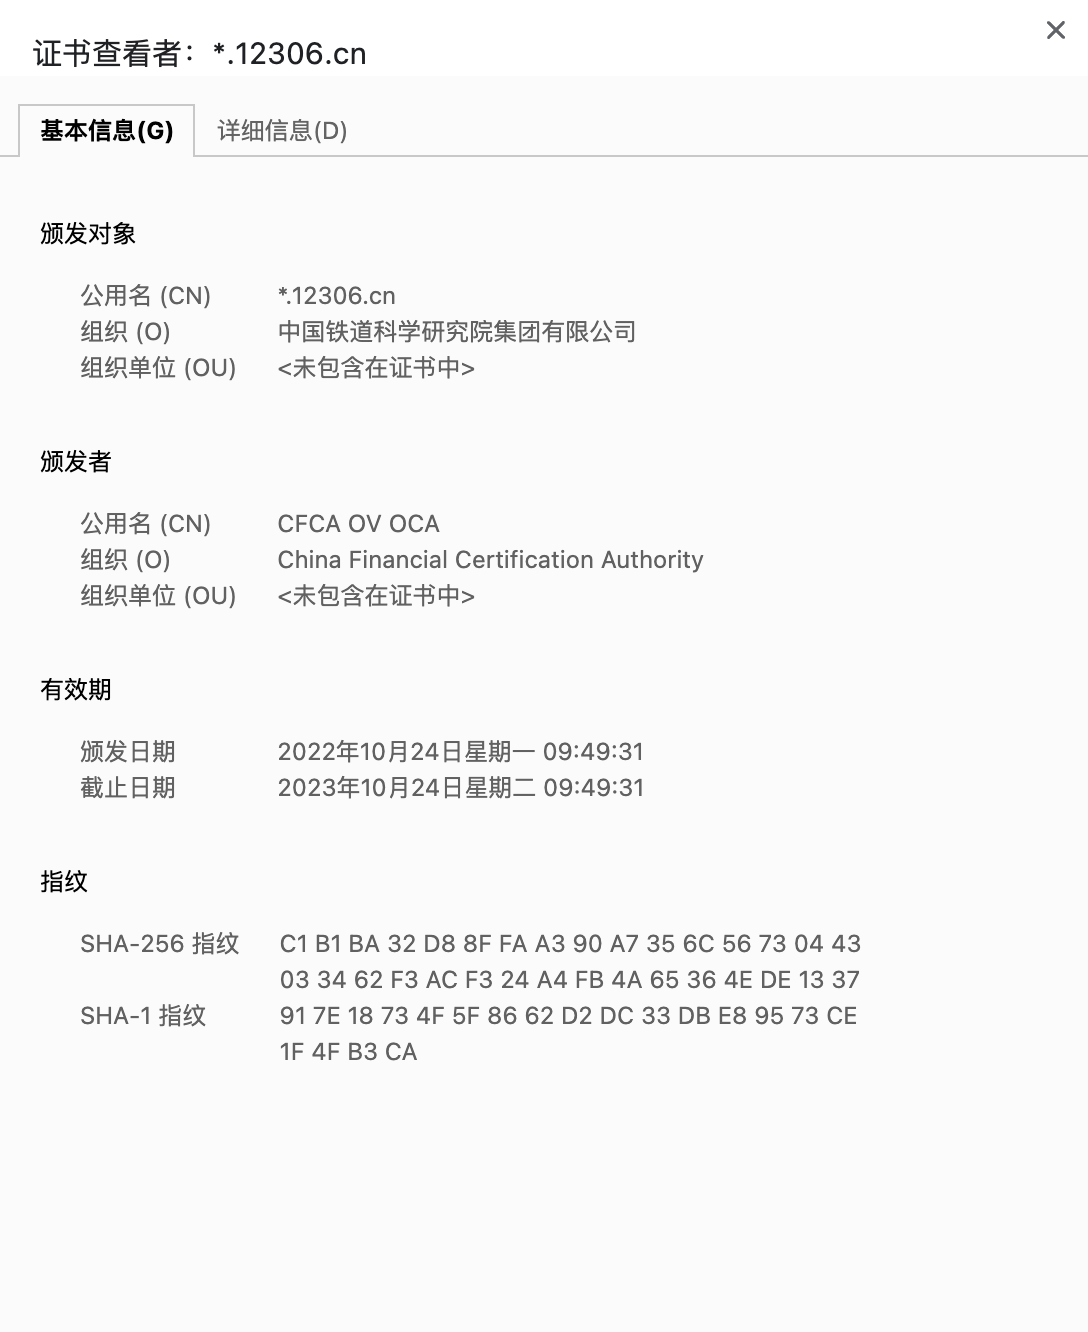 证书查看者：*.12306.cn
基本信息(G) 详细信息(D)
颁发对象
公用名 (CN) *.12306.cn
组织 (O) 中国铁道科学研究院集团有限公司
组织单位 (OU) <未包含在证书中>
颁发者
公用名 (CN) CFCA OV OCA
组织 (O) China Financial Certification Authority
组织单位 (OU) <未包含在证书中>
有效期
颁发日期 2022年10月24日星期一 09:49:31
截止日期 2023年10月24日星期二 09:49:31
指纹
SHA-256 指纹 C1 B1 BA 32 D8 8F FA A3 90 A7 35 6C 56 73 04 43
03 34 62 F3 AC F3 24 A4 FB 4A 65 36 4E DE 13 37
SHA-1 指纹 91 7E 18 73 4F 5F 86 62 D2 DC 33 DB E8 95 73 CE
1F 4F B3 CA